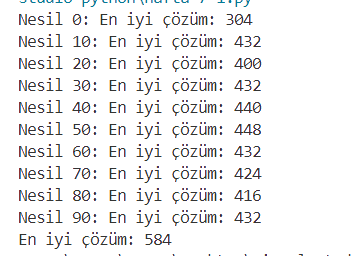 Nesil 0: En iyi çözüm: 304
Nesil 10: En iyi çözüm: 432
Nesil 20: En iyi çözüm: 400
Nesil 30: En iyi çözüm: 432
Nesil 40: En iyi çözüm: 440
Nesil 50: En iyi çözüm: 448
Nesil 60: En iyi çözüm: 432
Nesil 70: En iyi çözüm: 424
Nesil 80: En iyi çözüm: 416
Nesil 90: En iyi çözüm: 432
En iyi çözüm: 584